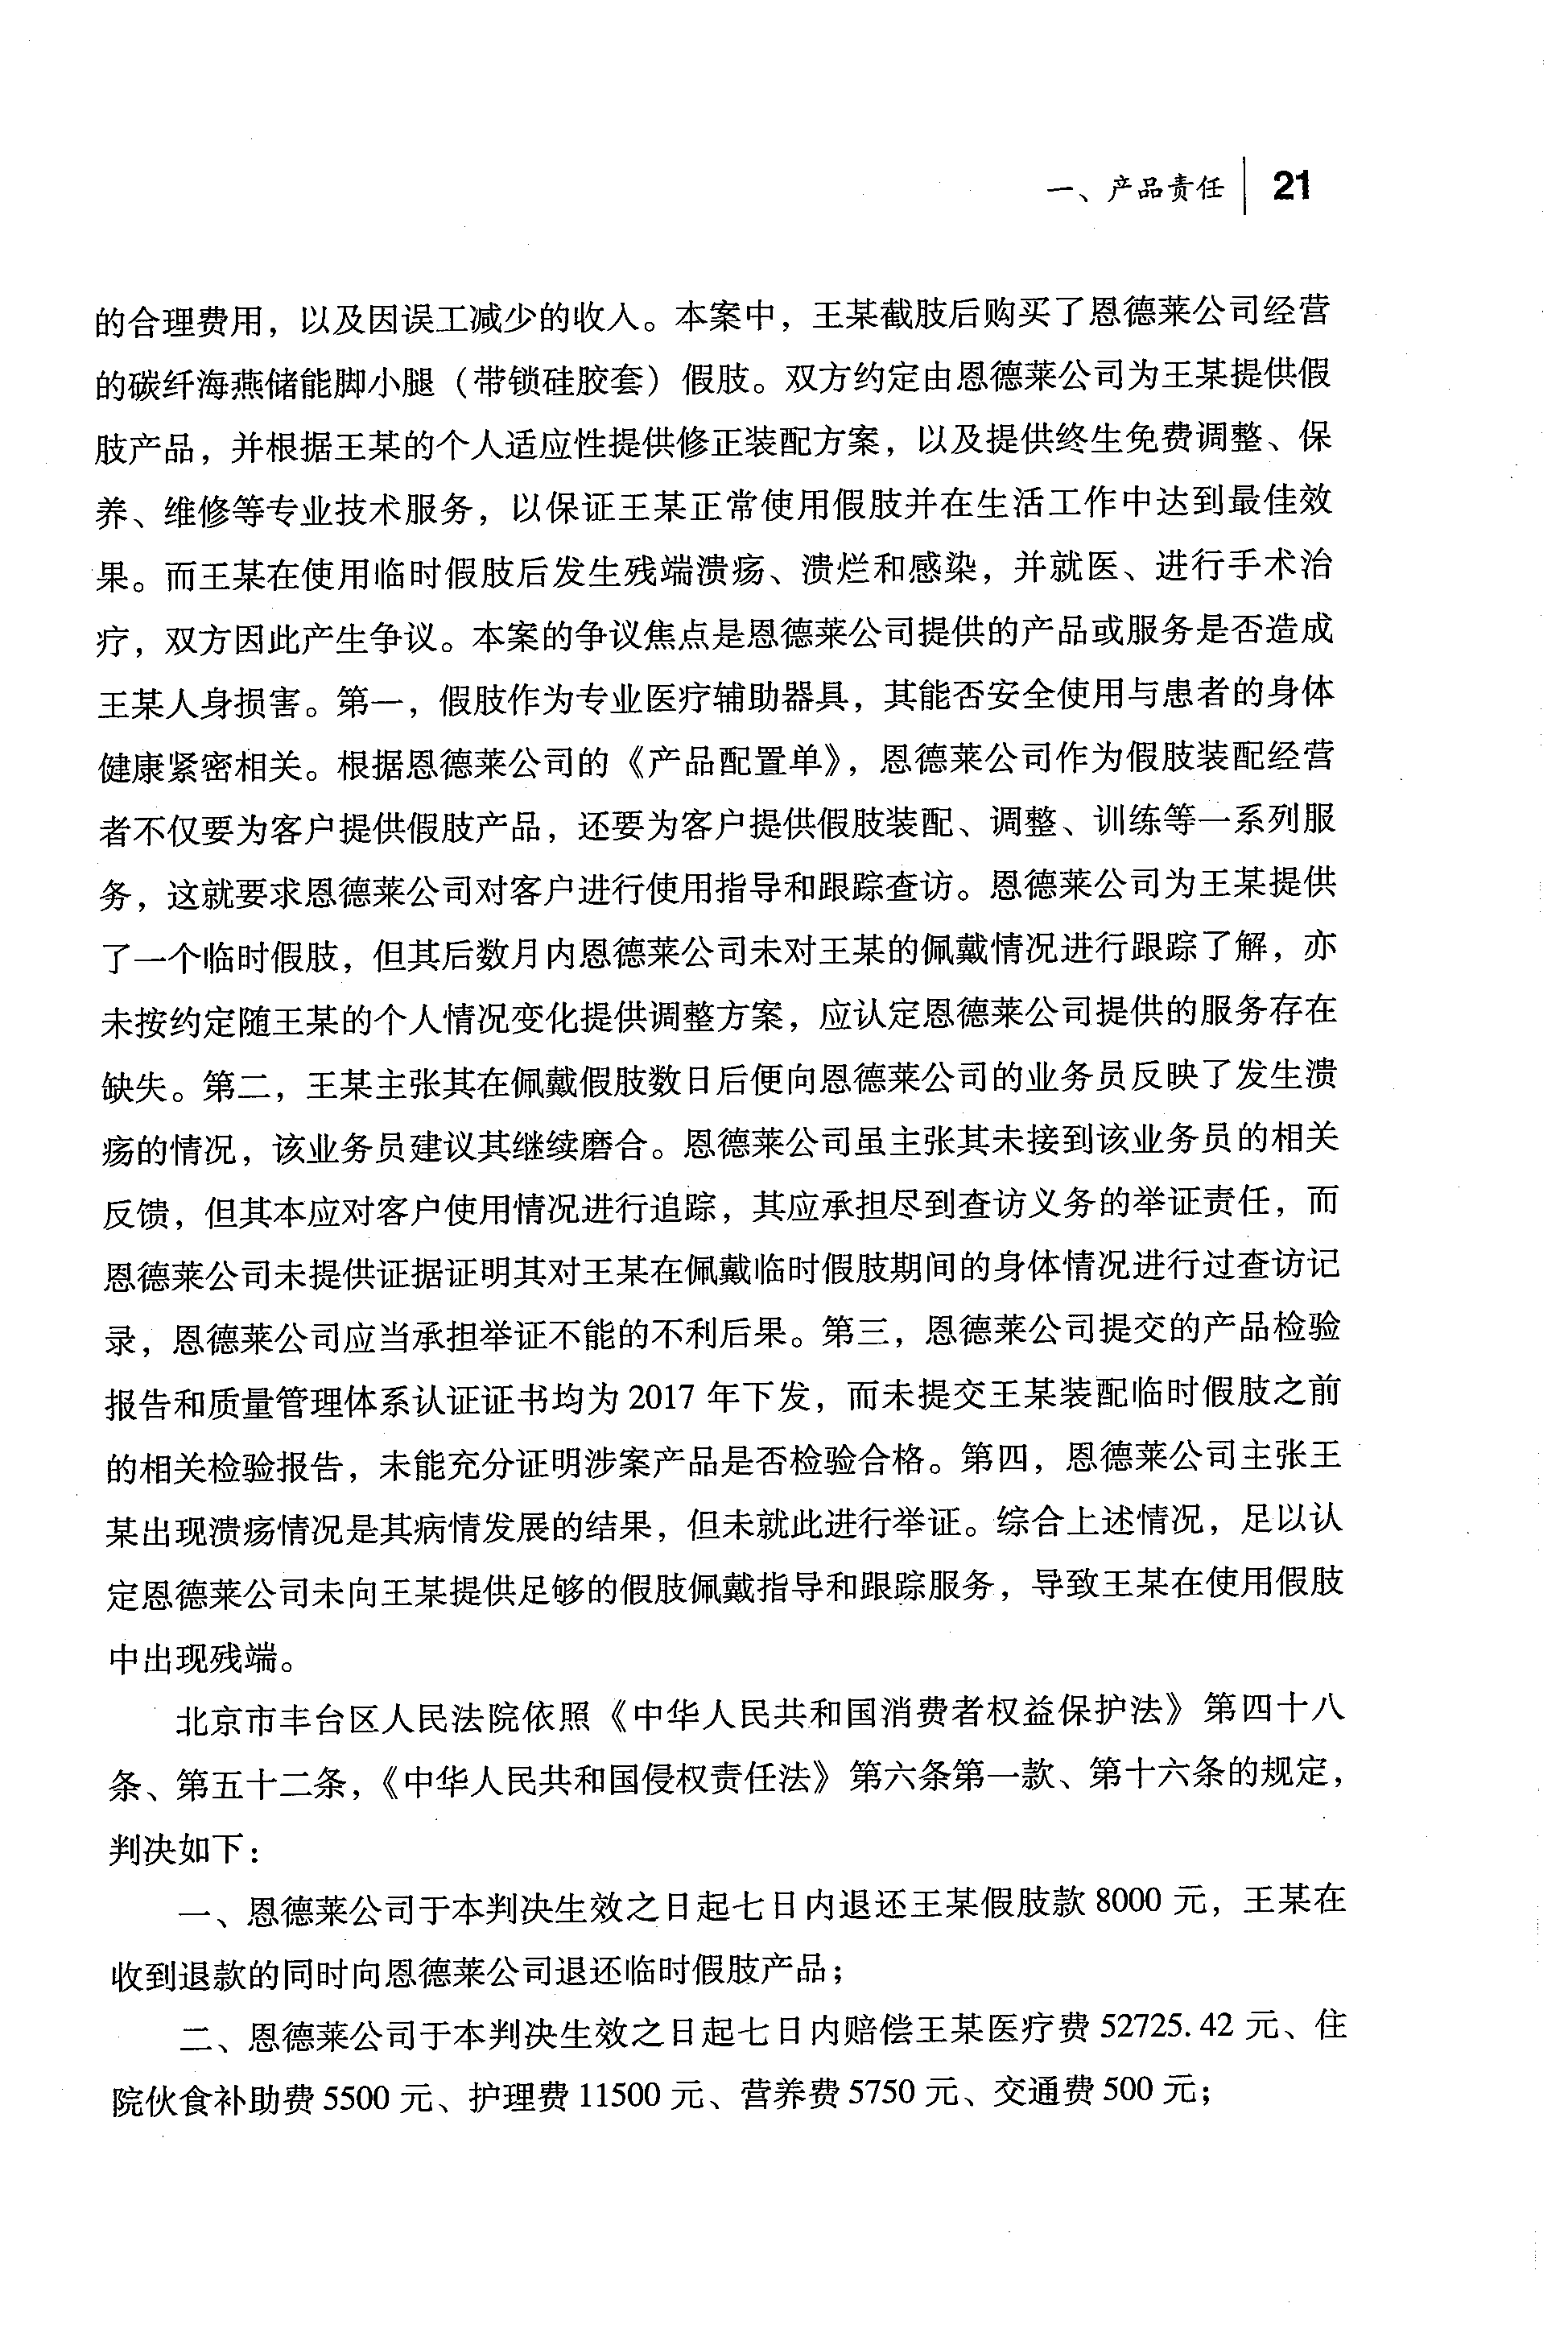 一、产品责任 21
的合理费用，以及因误工减少的收入。本案中，王某截肢后购买了恩德莱公司经营
的碳纤海燕储能脚小腿（带锁硅胶套）假肢。双方约定由恩德莱公司为王某提供假
肢产品，并根据王某的个人适应性提供修正装配方案，以及提供终生免费调整、保
养、维修等专业技术服务，以保证王某正常使用假肢并在生活工作中达到最佳效
果。而王某在使用临时假肢后发生残端溃疡、溃烂和感染，并就医、进行手术治
疗，双方因此产生争议。本案的争议焦点是恩德莱公司提供的产品或服务是否造成
王某人身损害。第一，假肢作为专业医疗辅助器具，其能否安全使用与患者的身体
健康紧密相关。根据恩德莱公司的《产品配置单》，恩德莱公司作为假肢装配经营
者不仅要为客户提供假肢产品，还要为客户提供假肢装配、调整、训练等一系列服
务，这就要求恩德莱公司对客户进行使用指导和跟踪查访。恩德莱公司为王某提供
了一个临时假肢，但其后数月内恩德莱公司未对王某的佩戴情况进行跟踪了解，亦
未按约定随王某的个人情况变化提供调整方案，应认定恩德莱公司提供的服务存在
缺失。第二，王某主张其在佩戴假肢数日后便向恩德莱公司的业务员反映了发生溃
疡的情况，该业务员建议其继续磨合。恩德莱公司虽主张其未接到该业务员的相关
反馈，但其本应对客户使用情况进行追踪，其应承担尽到查访义务的举证责任，而
恩德莱公司未提供证据证明其对王某在佩戴临时假肢期间的身体情况进行过查访记
录，恩德莱公司应当承担举证不能的不利后果。第三，恩德莱公司提交的产品检验
报告和质量管理体系认证证书均为 2017 年下发，而未提交王某装配临时假肢之前
的相关检验报告，未能充分证明涉案产品是否检验合格。第四，恩德莱公司主张王
某出现溃疡情况是其病情发展的结果，但未就此进行举证。综合上述情况，足以认
定恩德莱公司未向王某提供足够的假肢佩戴指导和跟踪服务，导致王某在使用假肢
中出现残端。
北京市丰台区人民法院依照《中华人民共和国消费者权益保护法》第四十八
条、第五十二条，《中华人民共和国侵权责任法》第六条第一款、第十六条的规定，
判决如下：
一、恩德莱公司于本判决生效之日起七日内退还王某假肢款 8000 元，王某在
收到退款的同时向恩德莱公司退还临时假肢产品；
二、恩德莱公司于本判决生效之日起七日内赔偿王某医疗费 52725.42 元、住
院伙食补助费 5500 元、护理费 11500 元、营养费 5750 元、交通费 500 元；